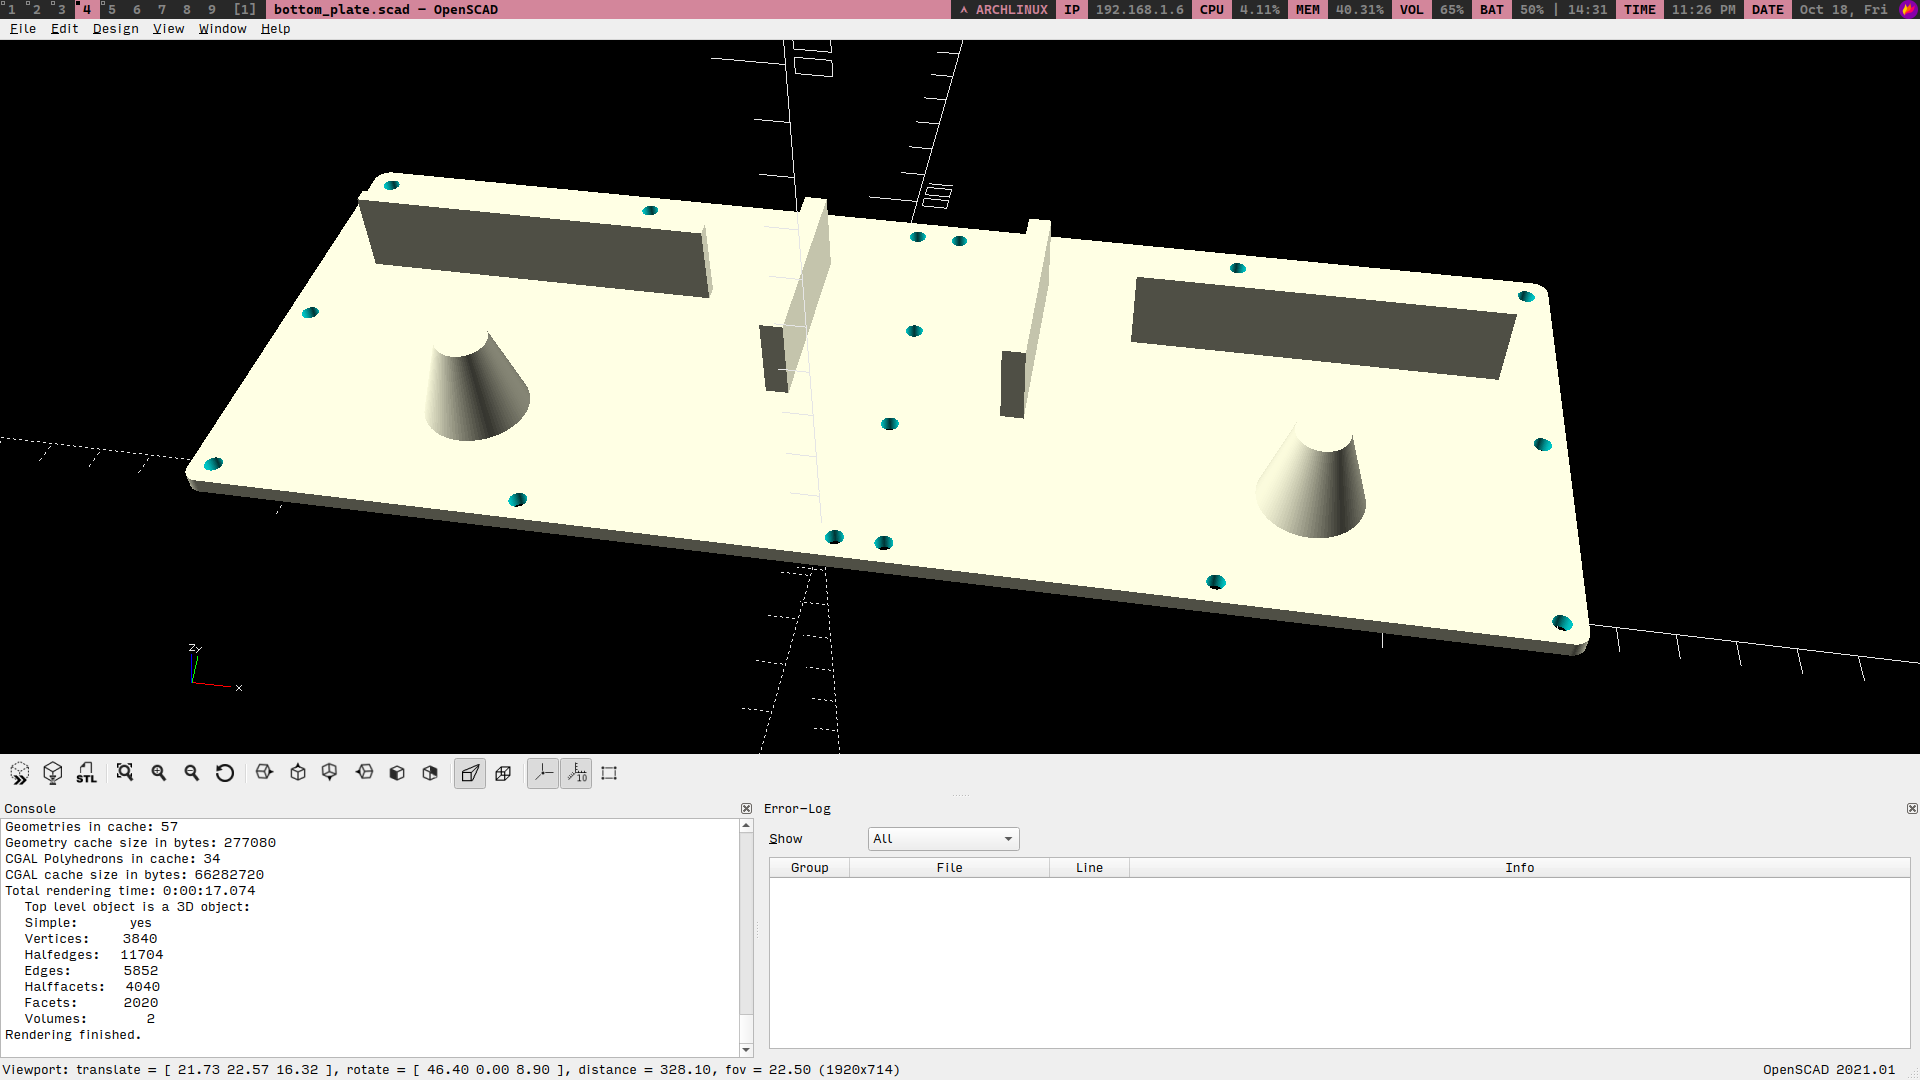 1 2 3 4 5 6 7 8 9 [1] bottom_plate.scad — OpenSCAD ARCHLINUX IP 192.168.1.6 CPU 4.11% MEM 40.31% VOL 65% BAT 50% | 14:31 TIME 11:26 PM DATE Oct 18, Fri
File Edit Design View Window Help
Zy
x
STL 10
Console
Geometries in cache: 57
Geometry cache size in bytes: 277080
CGAL Polyhedrons in cache: 34
CGAL cache size in bytes: 66282720
Total rendering time: 0:00:17.074
Top level object is a 3D object:
Simple: yes
Vertices: 3840
Halfedges: 11704
Edges: 5852
Halffacets: 4040
Facets: 2020
Volumes: 2
Rendering finished.
Error-Log
Show All
Group File Line Info
Viewport: translate = [ 21.73 22.57 16.32 ], rotate = [ 46.40 0.00 8.90 ], distance = 328.10, fov = 22.50 (1920x714) OpenSCAD 2021.01